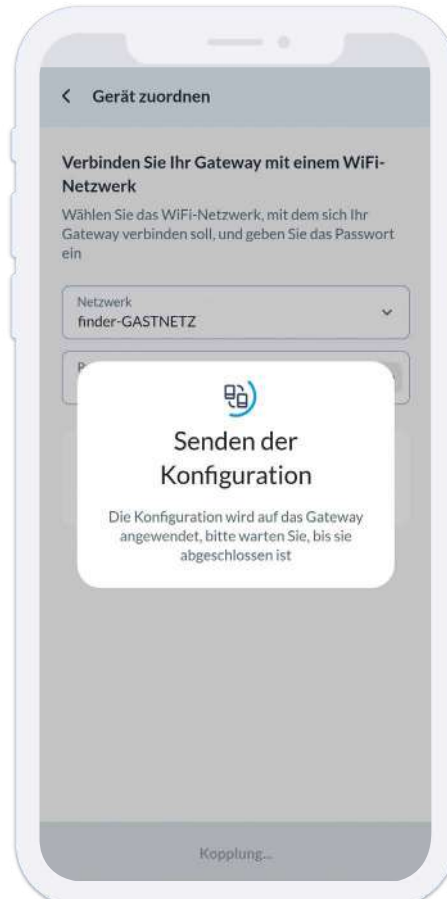 Gerät zuordnen
Verbinden Sie Ihr Gateway mit einem WiFi-
Netzwerk
Wählen Sie das WiFi-Netzwerk, mit dem sich Ihr
Gateway verbinden soll, und geben Sie das Passwort
ein
Netzwerk
finder-GASTNETZ
Senden der
Konfiguration
Die Konfiguration wird auf das Gateway
angewendet, bitte warten Sie, bis sie
abgeschlossen ist
Kopplung...